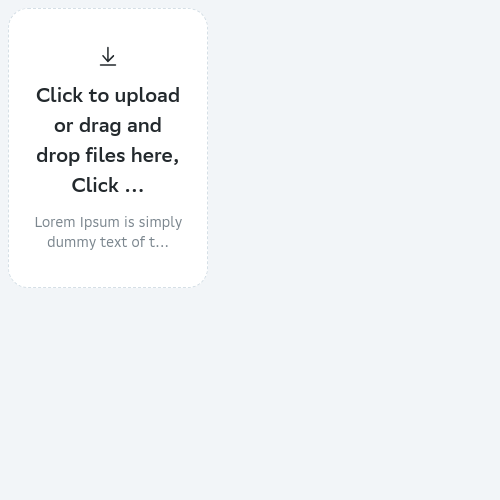 Click to upload
or drag and
drop files here,
Click ...
Lorem Ipsum is simply
dummy text of t...